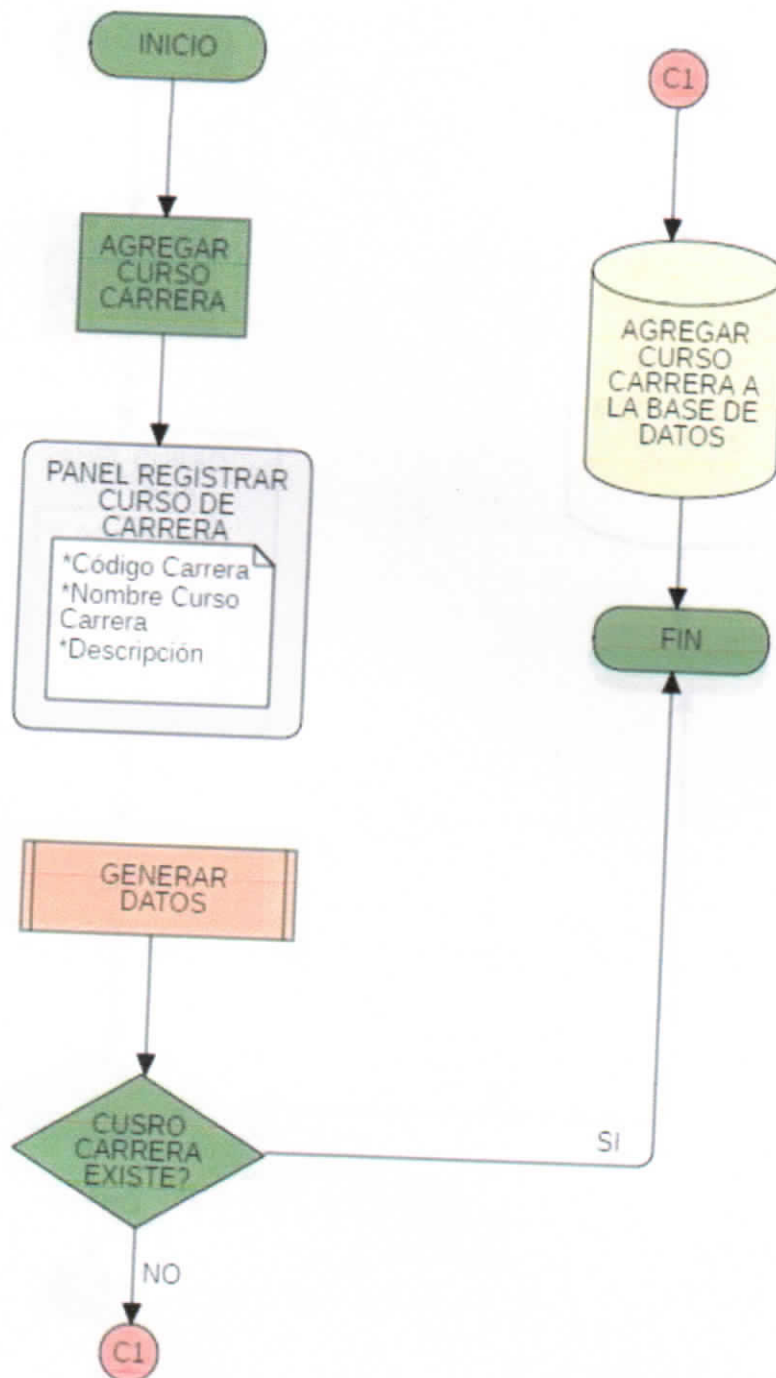 INICIO
AGREGAR
CURSO
CARRERA
PANEL REGISTRAR
CURSO DE
CARRERA
*Código Carrera
*Nombre Curso
Carrera
*Descripción
GENERAR
DATOS
CUSRO
CARRERA
EXISTE?
SI
NO
C1
C1
AGREGAR
CURSO
CARRERA A
LA BASE DE
DATOS
FIN